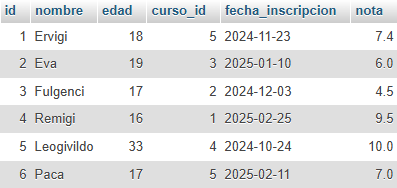 id nombre edad curso_id fecha_inscripcion nota
1 Ervigi 18 5 2024-11-23 7.4
2 Eva 19 3 2025-01-10 6.0
3 Fulgenci 17 2 2024-12-03 4.5
4 Remigi 16 1 2025-02-25 9.5
5 Leogivildo 33 4 2024-10-24 10.0
6 Paca 17 5 2025-02-11 7.0